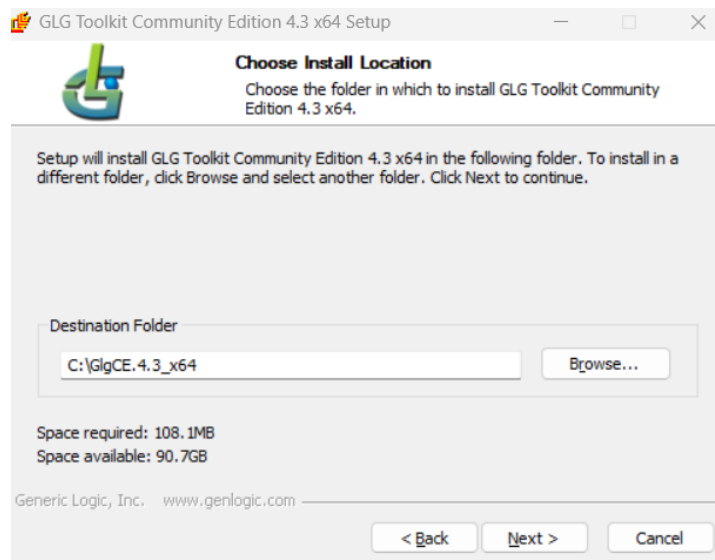 GLG Toolkit Community Edition 4.3 x64 Setup
Choose Install Location
Choose the folder in which to install GLG Toolkit Community
Edition 4.3 x64.
Setup will install GLG Toolkit Community Edition 4.3 x64 in the following folder. To install in a
different folder, click Browse and select another folder. Click Next to continue.
Destination Folder
C:\GlgCE.4.3_x64
Browse...
Space required: 108.1MB
Space available: 90.7GB
Generic Logic, Inc. www.genlogic.com
< Back Next > Cancel